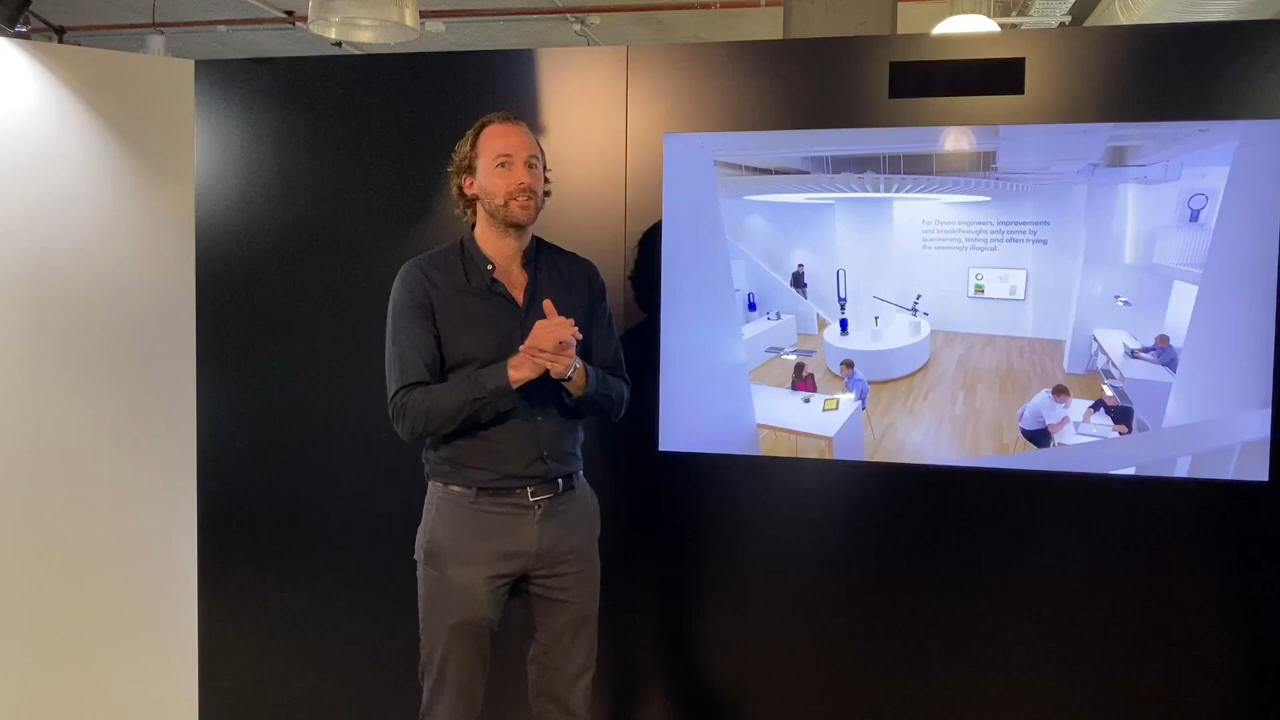 For Dyson engineers, improvements
and breakthroughs only come by
questioning, testing and often trying
the seemingly illogical.